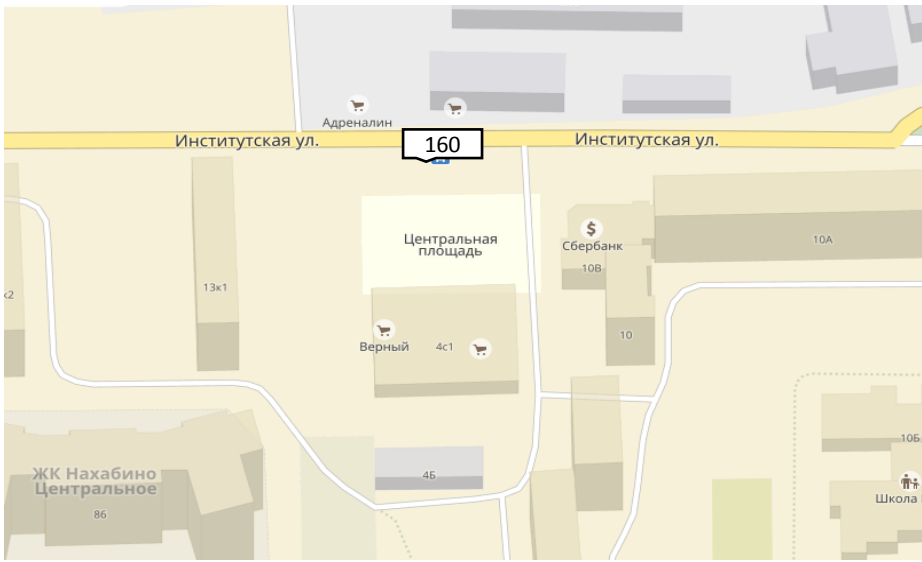 Адреналин
Институтская ул.
160
Институтская ул.
Центральная
площадь
$
Сбербанк
10В
10А
13к1
к2
Верный
4с1
10
10Б
ЖК Нахабино
Центральное
86
4Б
Школа